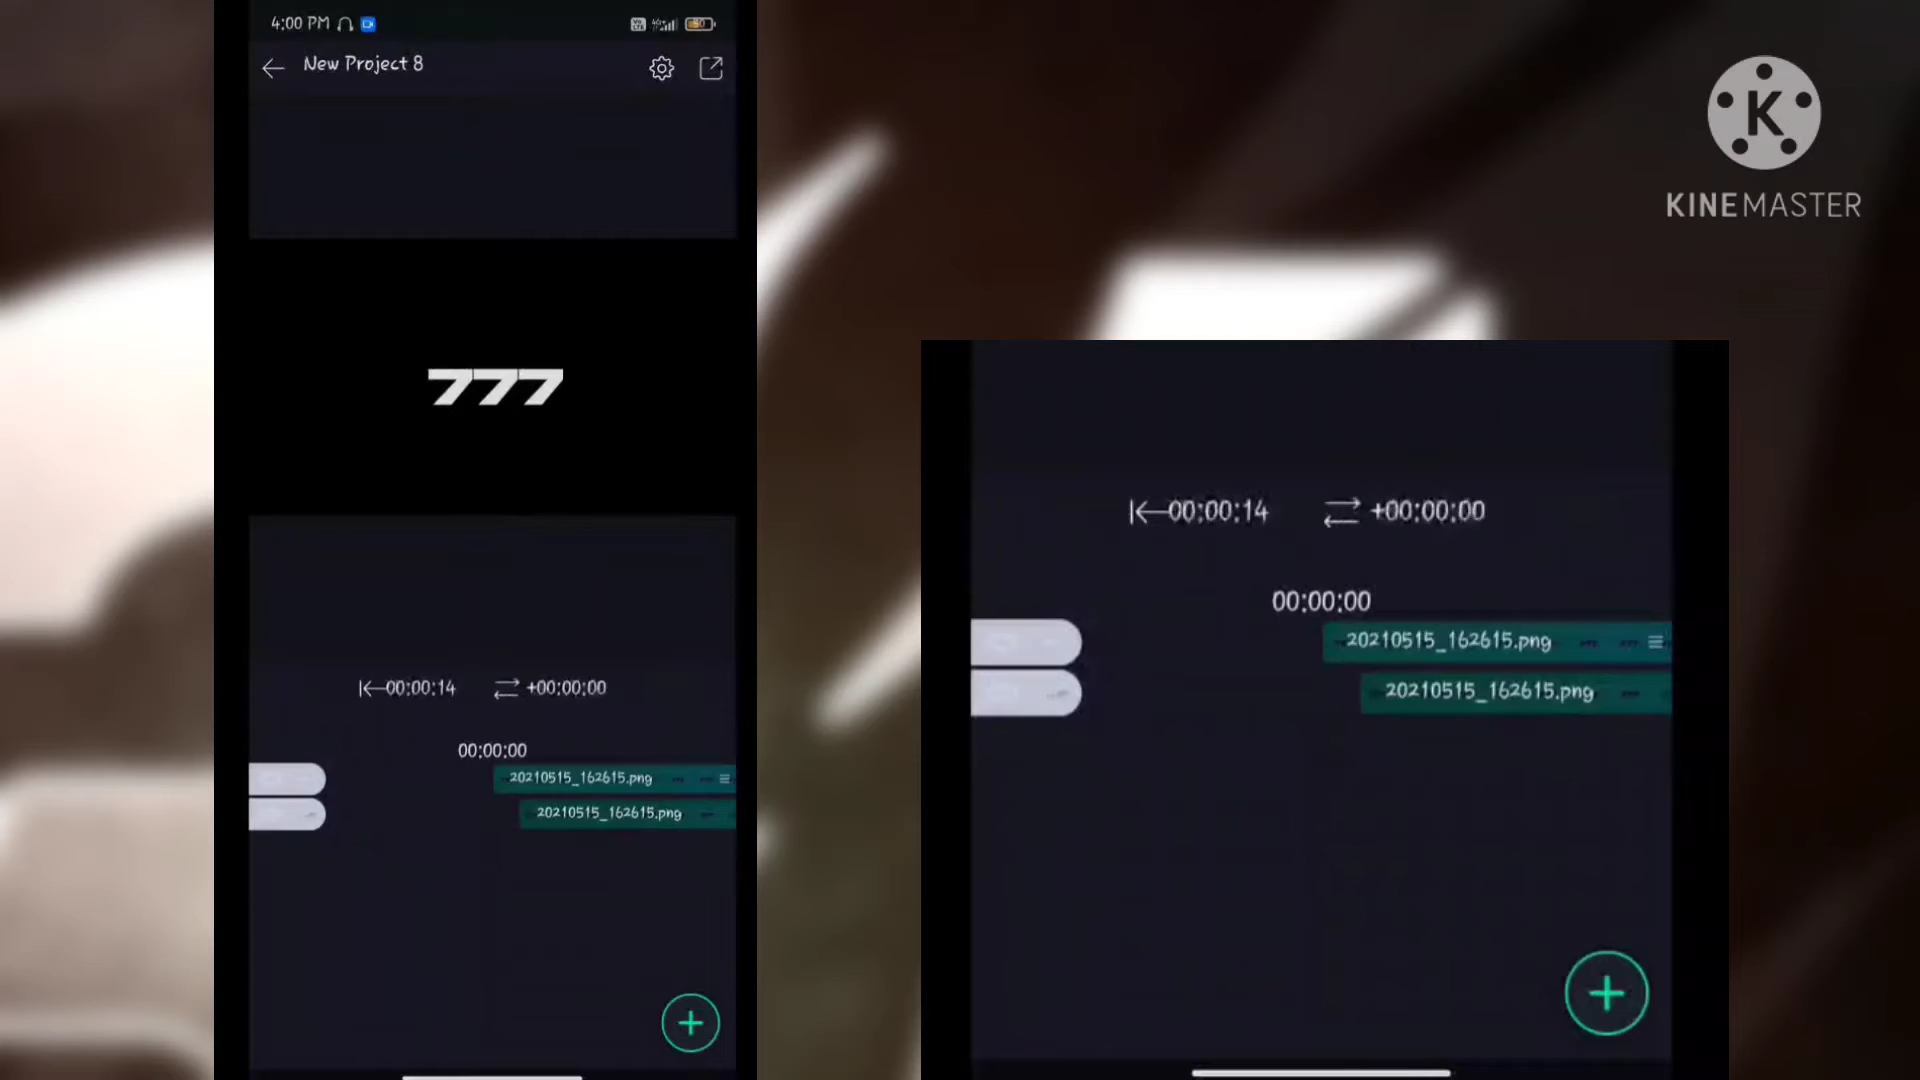 4:00 PM
New Project 8
777
00:00:14
+00:00:00
00:00:00
20210515_162615.png
20210515_162615.png
K
KINEMASTER
00:00:14
+00:00:00
00:00:00
20210515_162615.png
20210515_162615.png